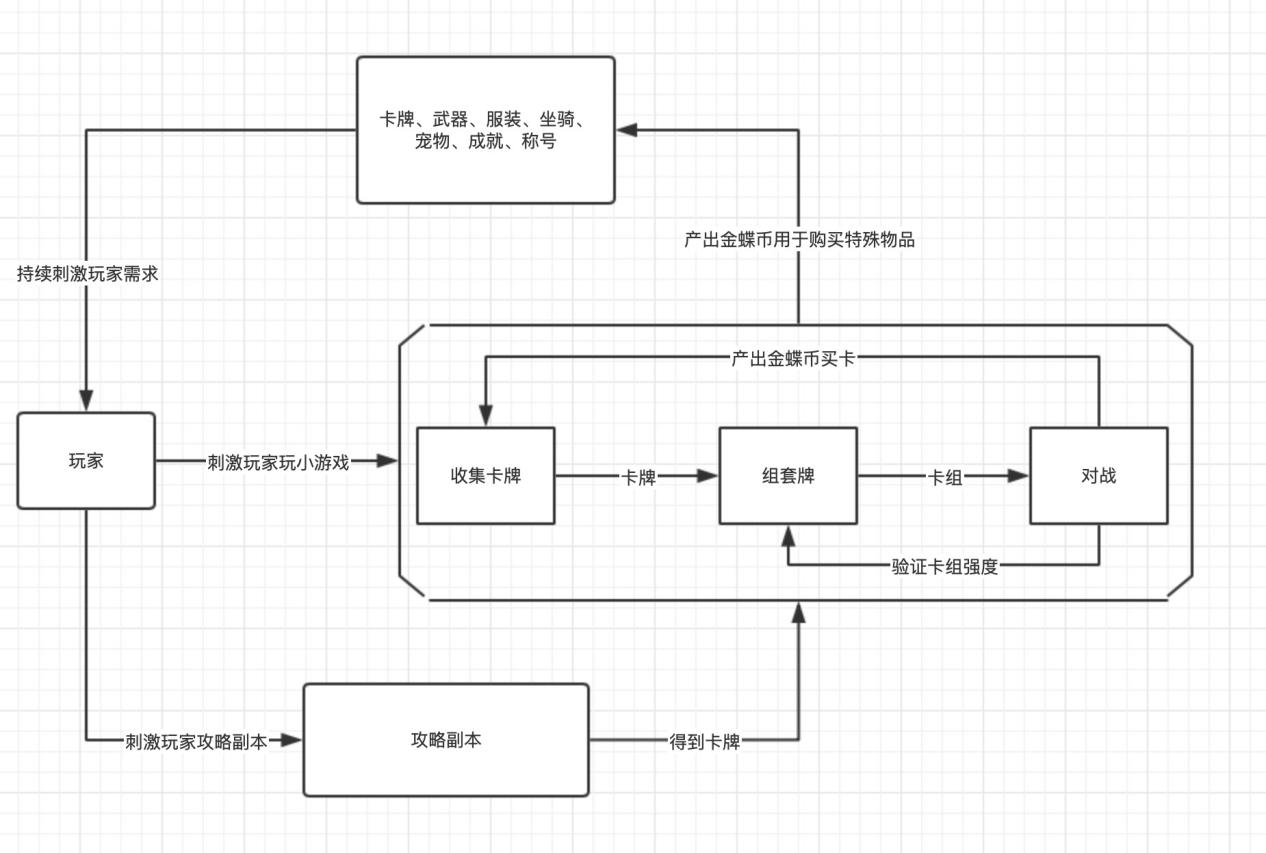 卡牌、武器、服装、坐骑、
宠物、成就、称号
产出金蝶币用于购买特殊物品
持续刺激玩家需求
产出金蝶币买卡
玩家
刺激玩家玩小游戏
收集卡牌
卡牌
组套牌
卡组
对战
验证卡组强度
刺激玩家攻略副本
攻略副本
得到卡牌